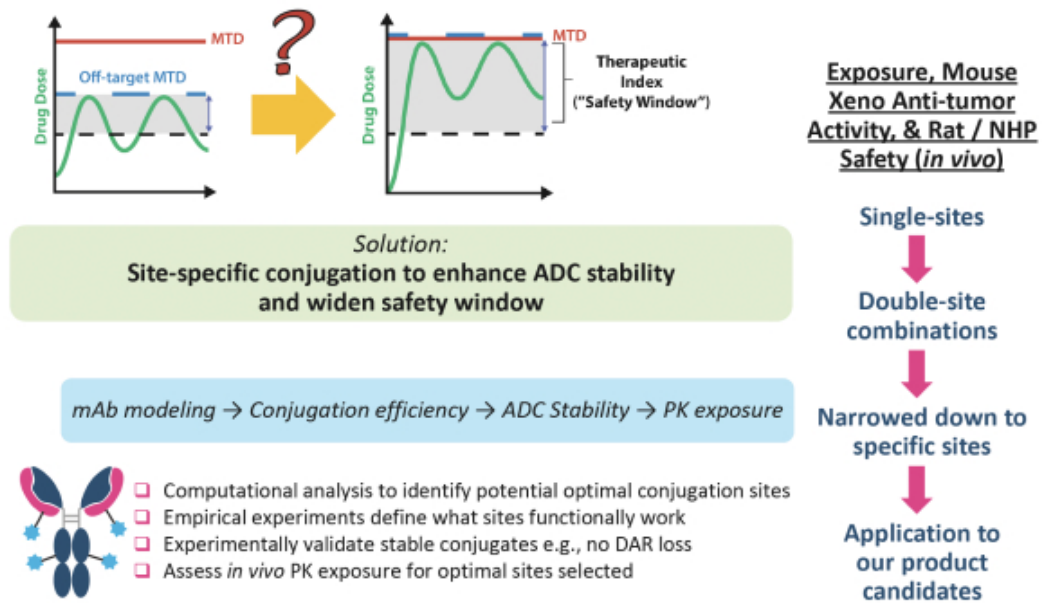 MTD
Off-target MTD
Drug Dose
?
MTD
Drug Dose
Therapeutic
Index
("Safety Window")
Solution:
Site-specific conjugation to enhance ADC stability
and widen safety window
mAb modeling → Conjugation efficiency → ADC Stability → PK exposure
Computational analysis to identify potential optimal conjugation sites
Empirical experiments define what sites functionally work
Experimentally validate stable conjugates e.g., no DAR loss
Assess in vivo PK exposure for optimal sites selected
Exposure, Mouse
Xeno Anti-tumor
Activity, & Rat / NHP
Safety (in vivo)
Single-sites
Double-site
combinations
Narrowed down to
specific sites
Application to
our product
candidates